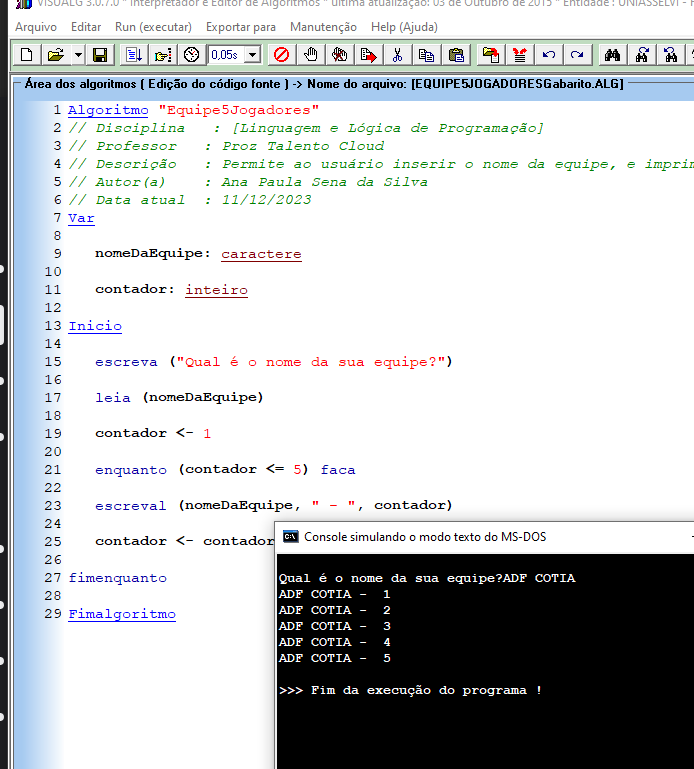 VISUALG 3.0.7.0 * Interpretador e Editor de Algoritmos * última atualização: 03 de Outubro de 2015 * Entidade : UNIASSELVI -
Arquivo Editar Run (executar) Exportar para Manutenção Help (Ajuda)
0,05s
Área dos algoritmos ( Edição do código fonte ) -> Nome do arquivo: [EQUIPE5JOGADORESGabarito.ALG]
1 Algoritmo "Equipe5Jogadores"
2 // Disciplina : [Linguagem e Lógica de Programação]
3 // Professor : Proz Talento Cloud
4 // Descrição : Permite ao usuário inserir o nome da equipe, e imprim
5 // Autor(a) : Ana Paula Sena da Silva
6 // Data atual : 11/12/2023
7 Var
8
9 nomeDaEquipe: caractere
10
11 contador: inteiro
12
13 Inicio
14
15 escreva ("Qual é o nome da sua equipe?")
16
17 leia (nomeDaEquipe)
18
19 contador <- 1
20
21 enquanto (contador <= 5) faca
22
23 escreval (nomeDaEquipe, " - ", contador)
24
25 contador <- contador
26
27 fimenquanto
28
29 Fimalgoritmo
Console simulando o modo texto do MS-DOS
Qual é o nome da sua equipe?ADF COTIA
ADF COTIA - 1
ADF COTIA - 2
ADF COTIA - 3
ADF COTIA - 4
ADF COTIA - 5
>>> Fim da execução do programa !